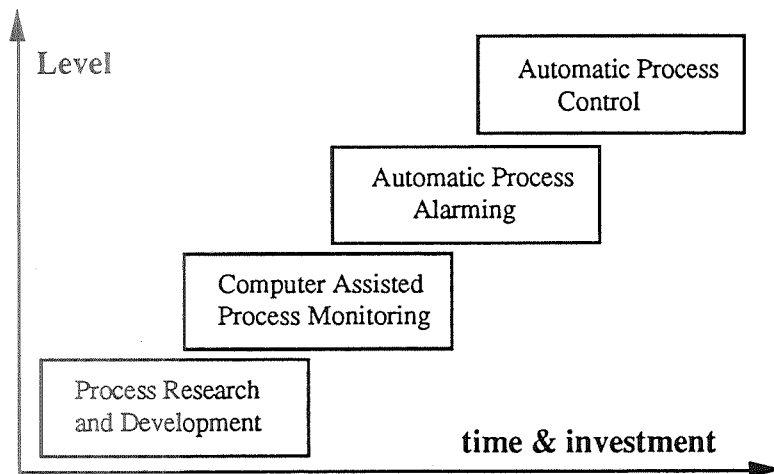 Level
Automatic Process
Control
Automatic Process
Alarming
Computer Assisted
Process Monitoring
Process Research
and Development
time & investment